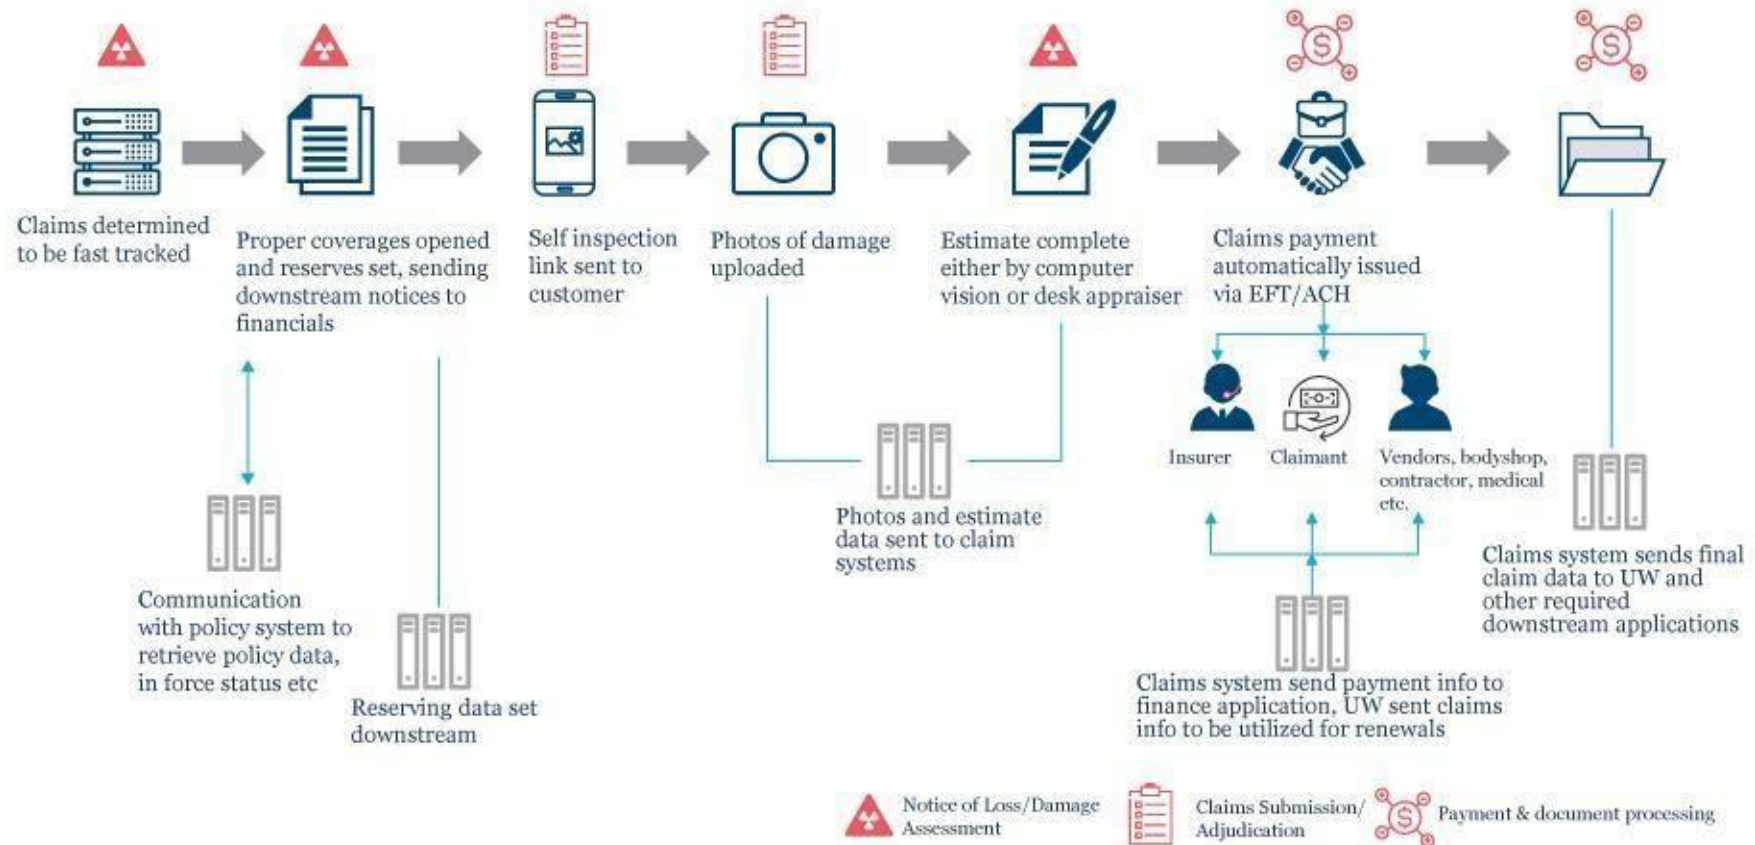 Claims determined
to be fast tracked
Proper coverages opened
and reserves set, sending
downstream notices to
financials
Self inspection
link sent to
customer
Photos of damage
uploaded
Estimate complete
either by computer
vision or desk appraiser
Claims payment
automatically issued
via EFT/ACH
Insurer
Claimant
Vendors, bodyshop,
contractor, medical
etc.
Communication
with policy system to
retrieve policy data,
in force status etc
Reserving data set
downstream
Photos and estimate
data sent to claim
systems
Claims system send payment info to
finance application, UW sent claims
info to be utilized for renewals
Claims system sends final
claim data to UW and
other required
downstream applications
Notice of Loss/Damage
Assessment
Claims Submission/
Adjudication
Payment & document processing